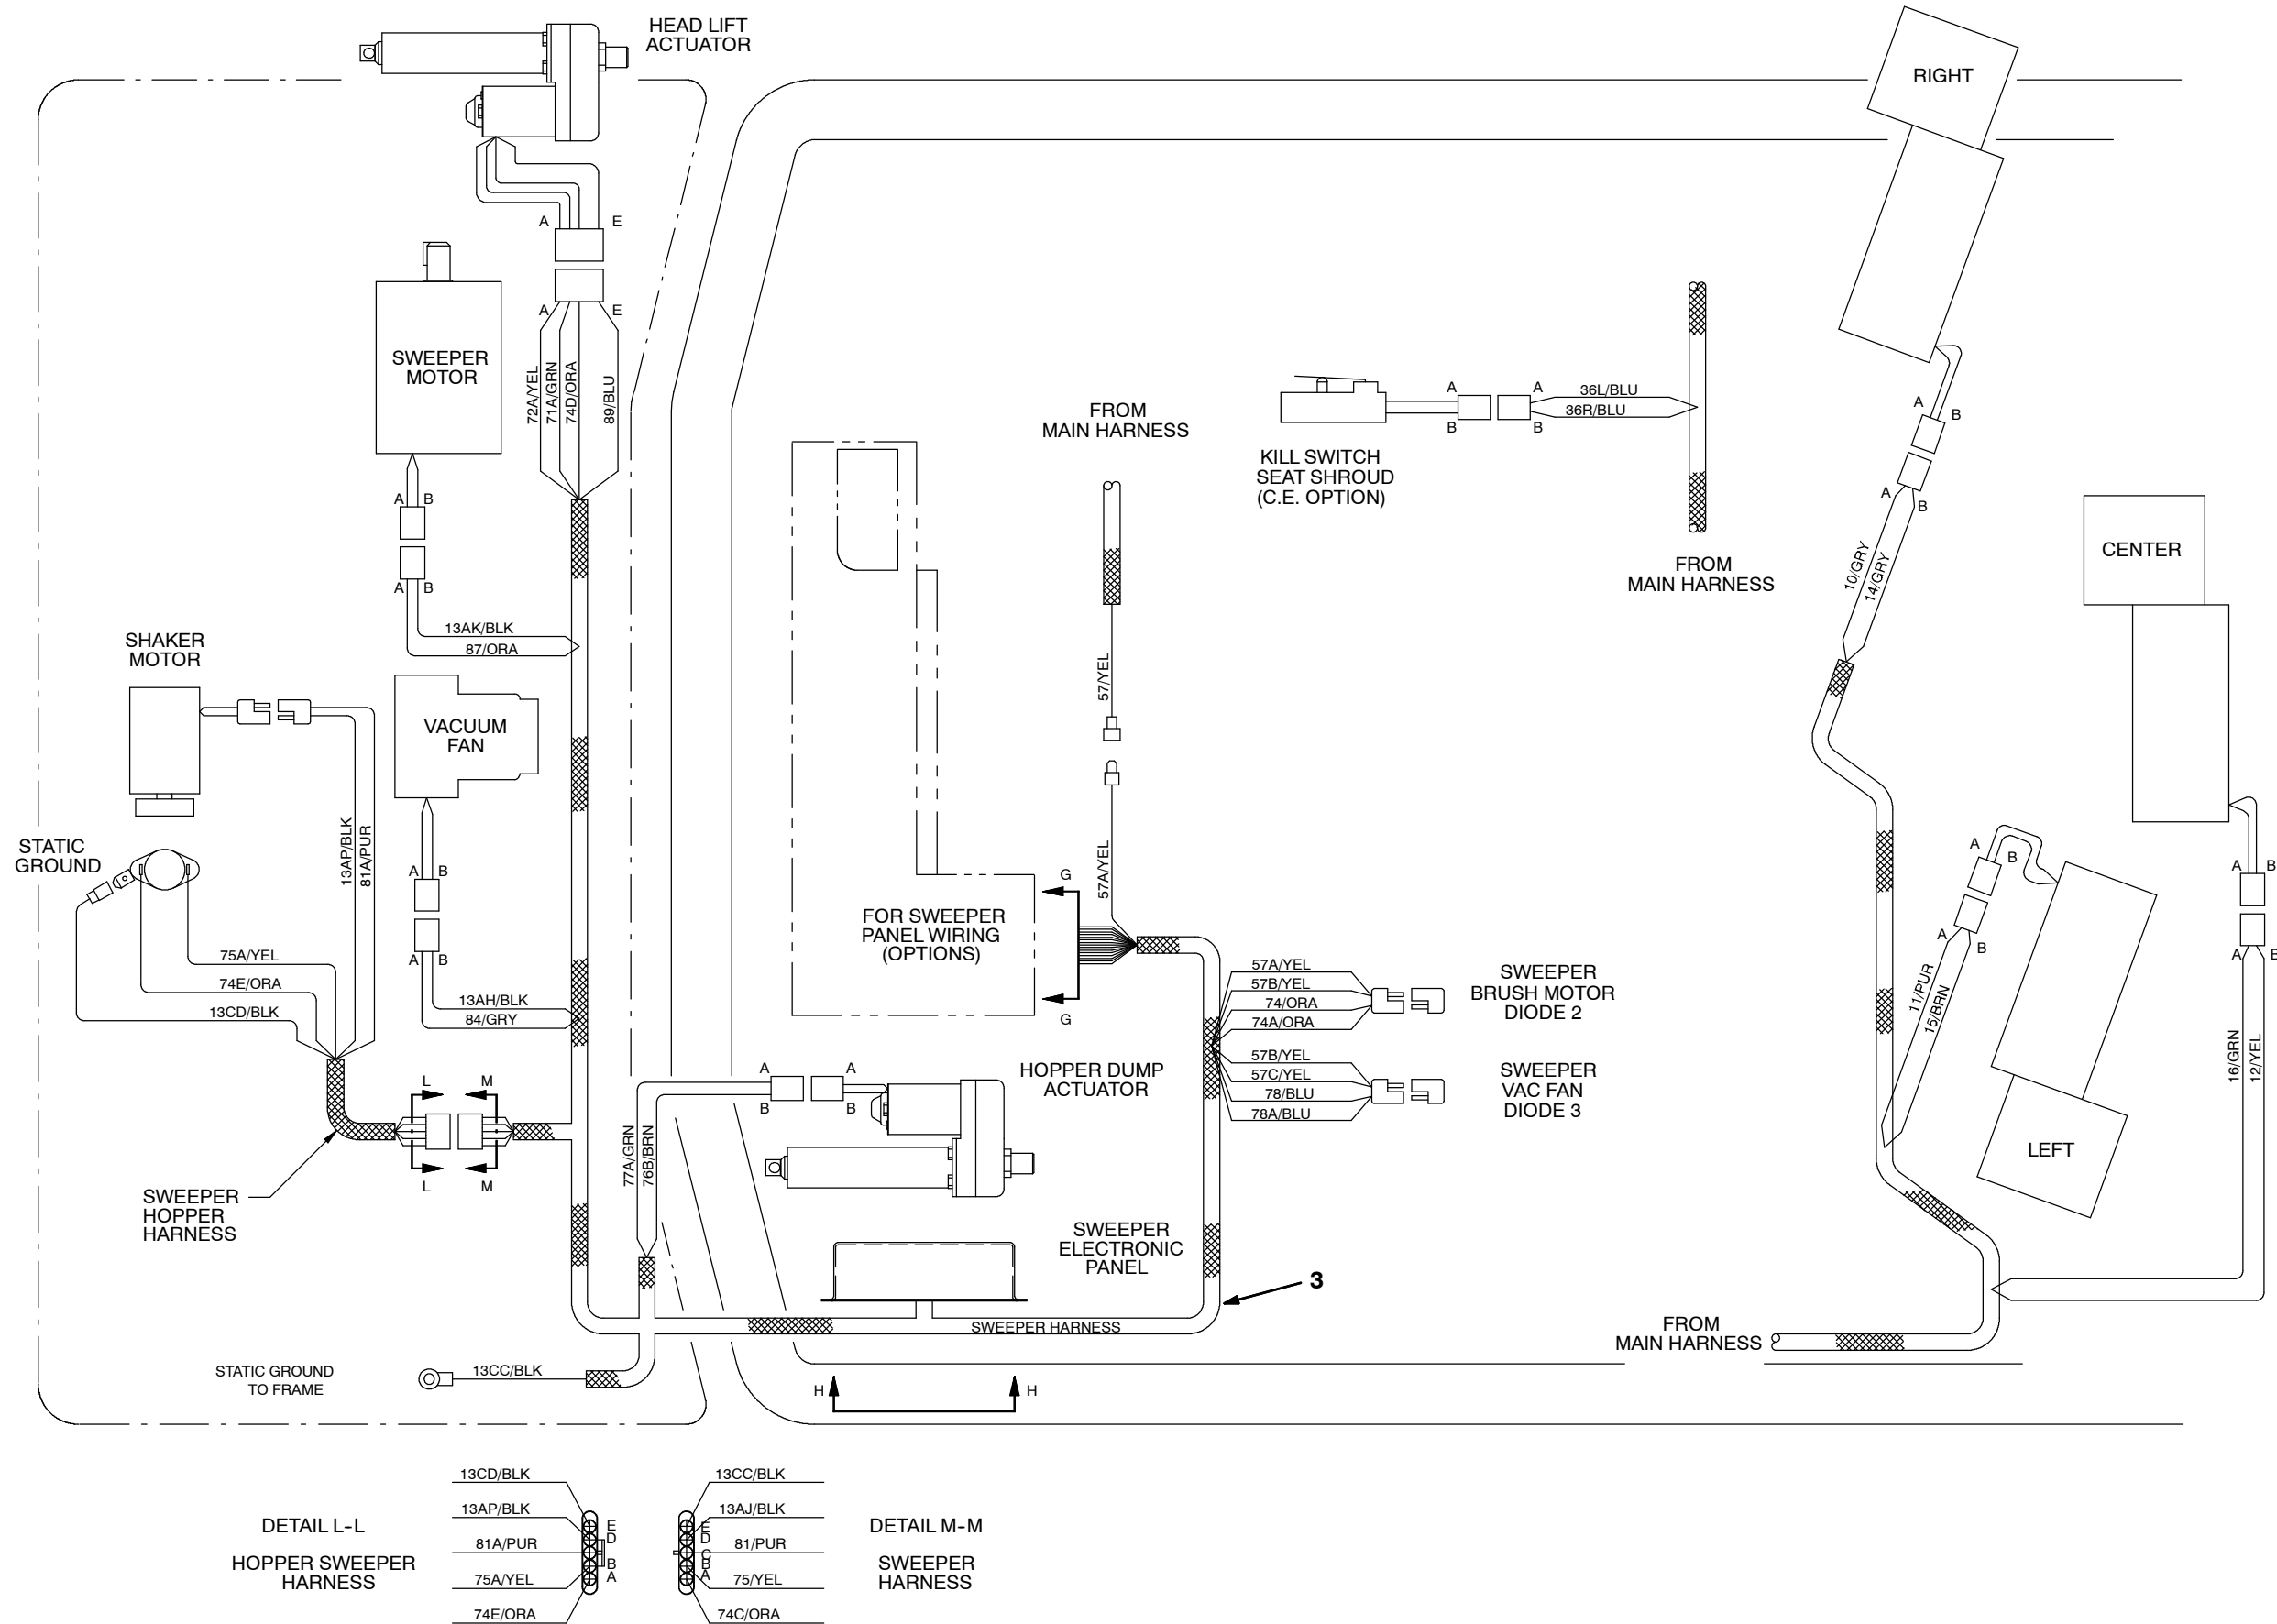 HEAD LIFT
ACTUATOR
RIGHT
A E
A E
72A/YEL
71A/GRN
74D/ORA
89/BLU
SWEEPER
MOTOR
A B
A B
13AK/BLK
87/ORA
FROM
MAIN HARNESS
A A
B B
36L/BLU
36R/BLU
KILL SWITCH
SEAT SHROUD
(C.E. OPTION)
FROM
MAIN HARNESS
A B
A B
10/GRY
14/GRY
CENTER
SHAKER
MOTOR
VACUUM
FAN
57/YEL
13AP/BLK
81A/PUR
STATIC
GROUND
57A/YEL
A B
A B
13AH/BLK
84/GRY
75A/YEL
74E/ORA
13CD/BLK
FOR SWEEPER
PANEL WIRING
(OPTIONS)
G
G
57A/YEL
57B/YEL
74/ORA
74A/ORA
SWEEPER
BRUSH MOTOR
DIODE 2
57B/YEL
57C/YEL
78/BLU
78A/BLU
SWEEPER
VAC FAN
DIODE 3
A B
A B
11/PUR
15/BRN
A B
A B
16/GRN
12/YEL
LEFT
HOPPER DUMP
ACTUATOR
A A
B B
77A/GRN
76B/BRN
L M
L M
SWEEPER
HOPPER
HARNESS
SWEEPER
ELECTRONIC
PANEL
3
SWEEPER HARNESS
FROM
MAIN HARNESS
STATIC GROUND
TO FRAME
13CC/BLK
H H
13CD/BLK
13AP/BLK
81A/PUR
75A/YEL
74E/ORA
E
D
B
A
DETAIL L-L
HOPPER SWEEPER
HARNESS
13CC/BLK
13AJ/BLK
81/PUR
75/YEL
74C/ORA
E
D
C
B
A
DETAIL M-M
SWEEPER
HARNESS